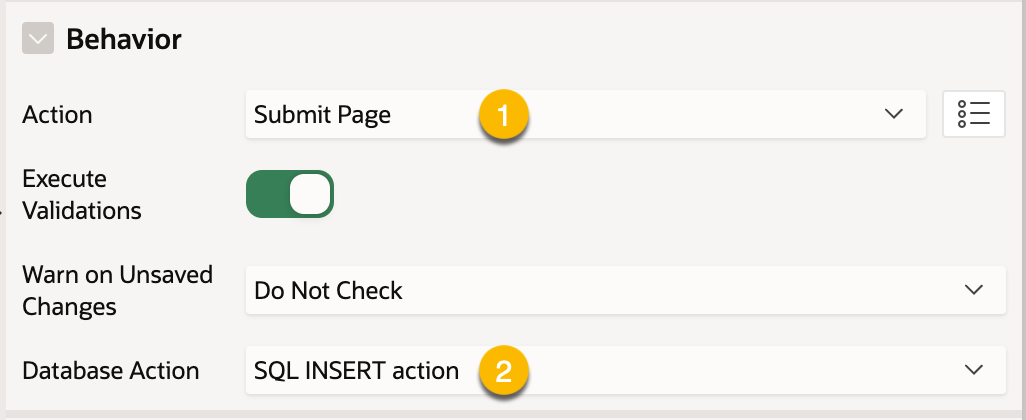 Behavior
Action
Submit Page
1
Execute
Validations
Warn on Unsaved
Changes
Do Not Check
Database Action
SQL INSERT action
2